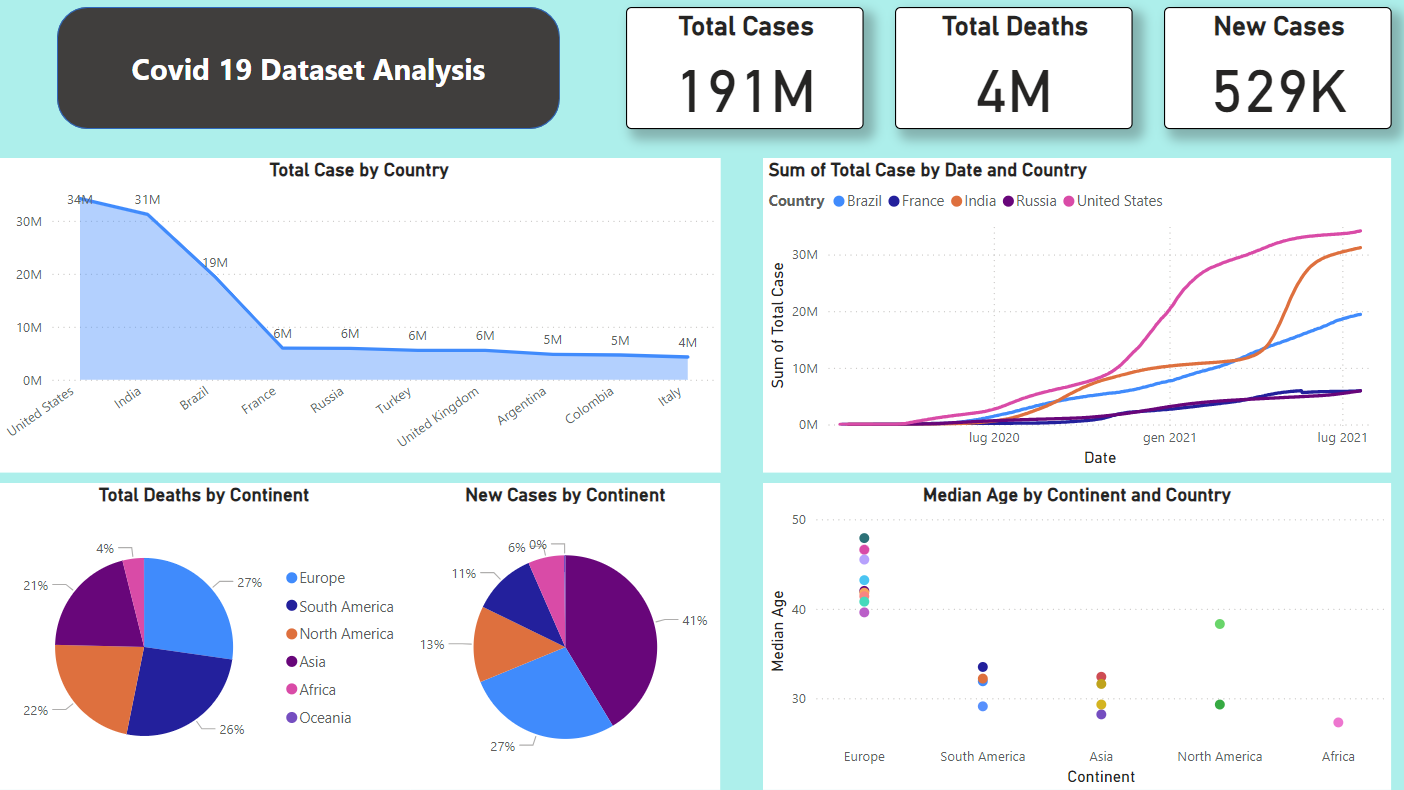 Covid 19 Dataset Analysis
Total Cases
191M
Total Deaths
4M
New Cases
529K
Total Case by Country
34M
31M
19M
6M
6M
6M
6M
5M
5M
4M
30M
20M
10M
0M
United States
India
Brazil
France
Russia
Turkey
United Kingdom
Argentina
Colombia
Italy
Sum of Total Case by Date and Country
Country Brazil France India Russia United States
Sum of Total Case
30M
20M
10M
0M
lug 2020
gen 2021
lug 2021
Date
Total Deaths by Continent
4%
27%
21%
22%
26%
Europe
South America
North America
Asia
Africa
Oceania
New Cases by Continent
6%
0%
11%
41%
13%
27%
Median Age by Continent and Country
Median Age
50
40
30
Europe
South America
Asia
North America
Africa
Continent